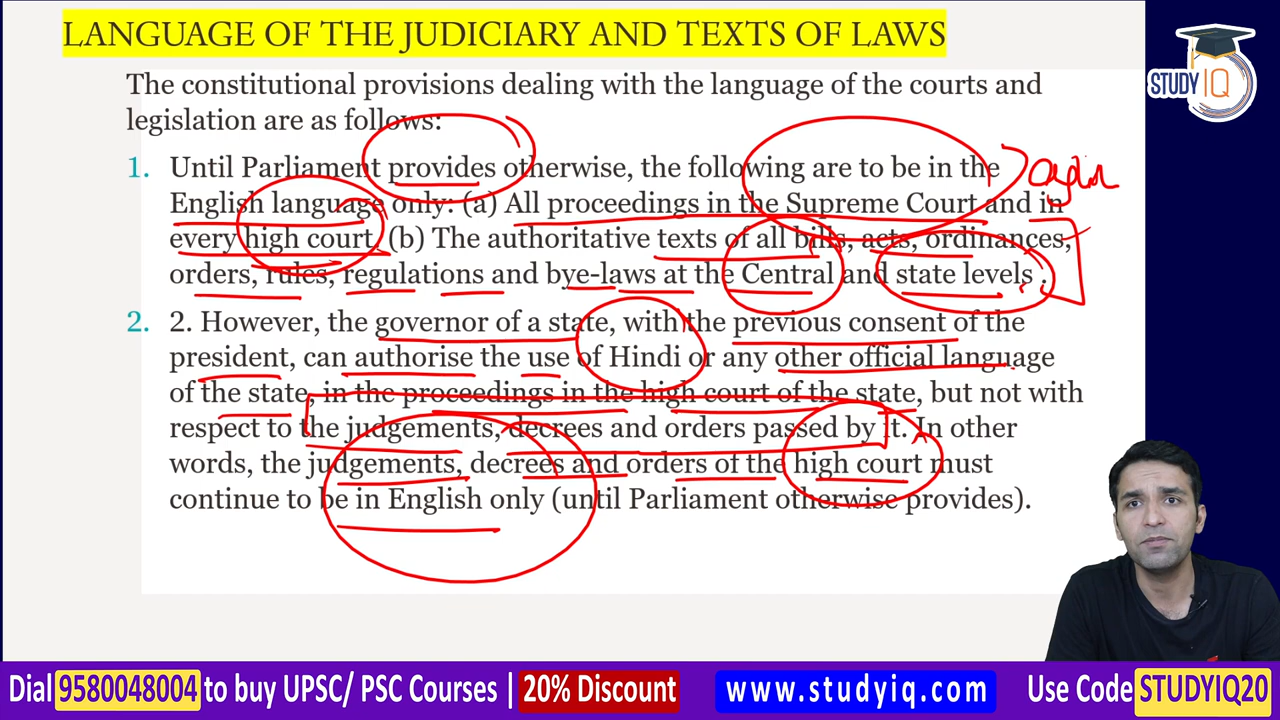 LANGUAGE OF THE JUDICIARY AND TEXTS OF LAWS
STUDY IQ
The constitutional provisions dealing with the language of the courts and
legislation are as follows:
1. Until Parliament provides otherwise, the following are to be in the
English language only: (a) All proceedings in the Supreme Court and in
every high court. (b) The authoritative texts of all bills, acts, ordinances,
orders, rules, regulations and bye-laws at the Central and state levels.
2. 2. However, the governor of a state, with the previous consent of the
president, can authorise the use of Hindi or any other official language
of the state, in the proceedings in the high court of the state, but not with
respect to the judgements, decrees and orders passed by it. In other
words, the judgements, decrees and orders of the high court must
continue to be in English only (until Parliament otherwise provides).
Dial 9580048004 to buy UPSC/ PSC Courses | 20% Discount www.studyiq.com Use Code STUDYIQ20